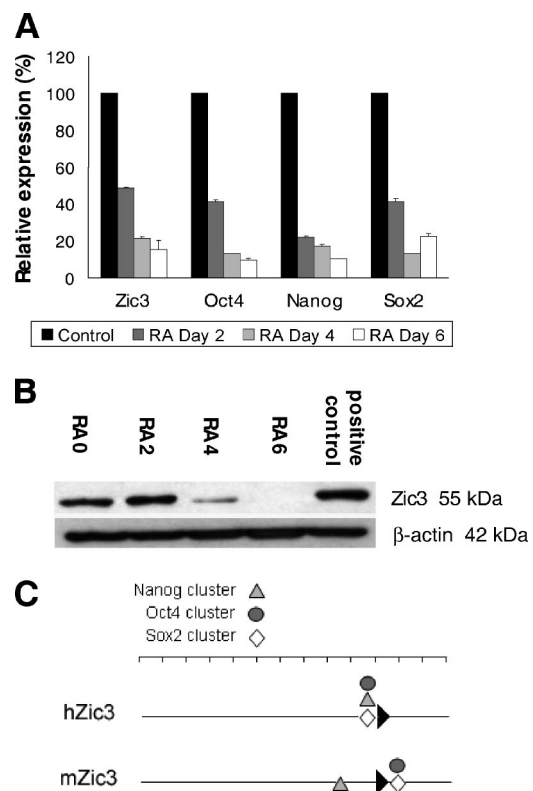 A
Relative expression (%)
120
100
80
60
40
20
0
Zic3 Oct4 Nanog Sox2
Control RA Day 2 RA Day 4 RA Day 6
B
RA0 RA2 RA4 RA6 positive control
Zic3 55 kDa
β-actin 42 kDa
C
Nanog cluster
Oct4 cluster
Sox2 cluster
hZic3
mZic3